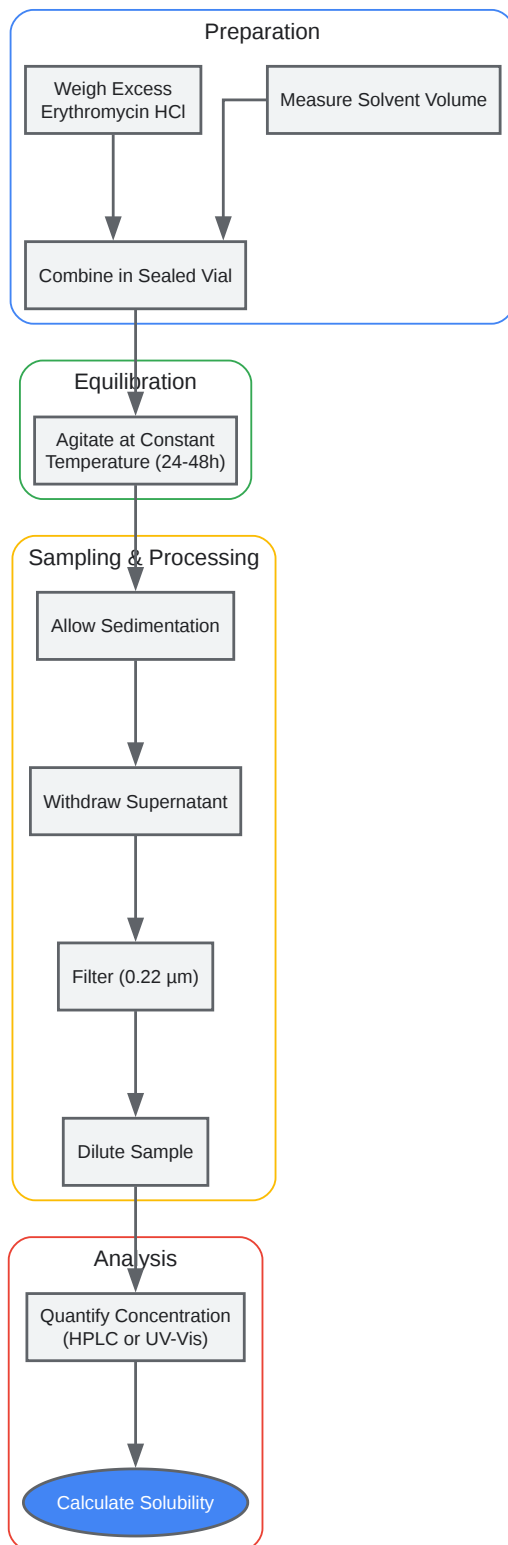 Preparation
Weigh Excess
Erythromycin HCl
Measure Solvent Volume
Combine in Sealed Vial
Equilibration
Agitate at Constant
Temperature (24-48h)
Sampling & Processing
Allow Sedimentation
Withdraw Supernatant
Filter (0.22 µm)
Dilute Sample
Analysis
Quantify Concentration
(HPLC or UV-Vis)
Calculate Solubility